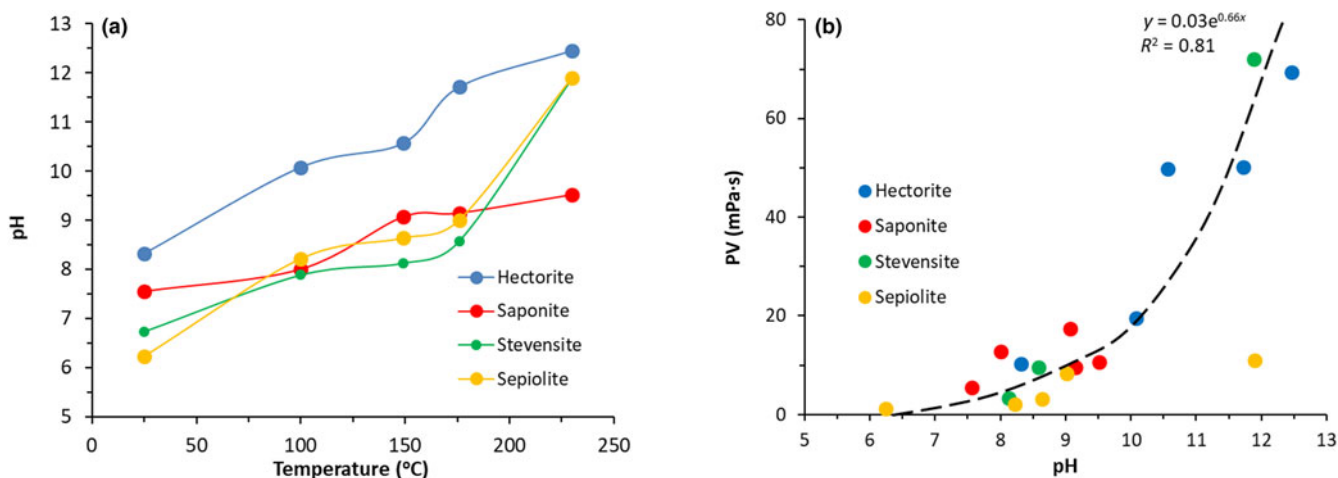 (a)
13
12
11
10
9
8
7
6
5
pH
0
50
100
150
200
250
Temperature (°C)
Hectorite
Saponite
Stevensite
Sepiolite
(b)
y = 0.03e^0.66x
R² = 0.81
80
60
40
20
0
PV (mPa·s)
Hectorite
Saponite
Stevensite
Sepiolite
5
6
7
8
9
10
11
12
13
pH